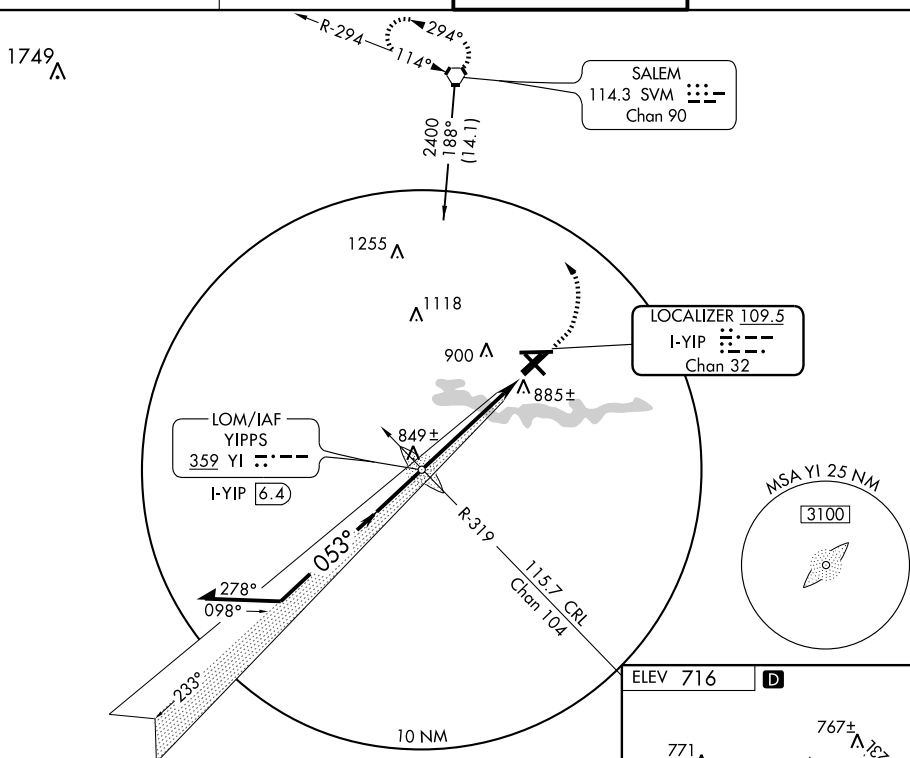 R-294
294°
114°
1749
SALEM
114.3 SVM
Chan 90
2400
188°
(14.1)
1255
1118
900
LOCALIZER 109.5
I-YIP
Chan 32
885±
LOM/IAF
YIPPS
359 YI
I-YIP 6.4
849±
MSA YI 25 NM
3100
R-319
053°
115.7 CRL
Chan 104
278°
098°
233°
10 NM
ELEV 716 D
767±
771